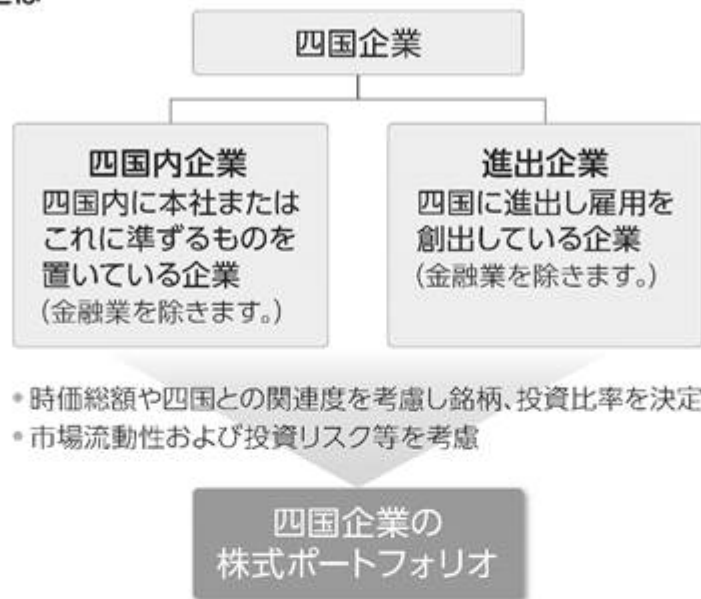 四国企業
四国内企業
四国内に本社または
これに準ずるものを
置いている企業
(金融業を除きます。)
進出企業
四国に進出し雇用を
創出している企業
(金融業を除きます。)
• 時価総額や四国との関連度を考慮し銘柄、投資比率を決定
• 市場流動性および投資リスク等を考慮
四国企業の
株式ポートフォリオ